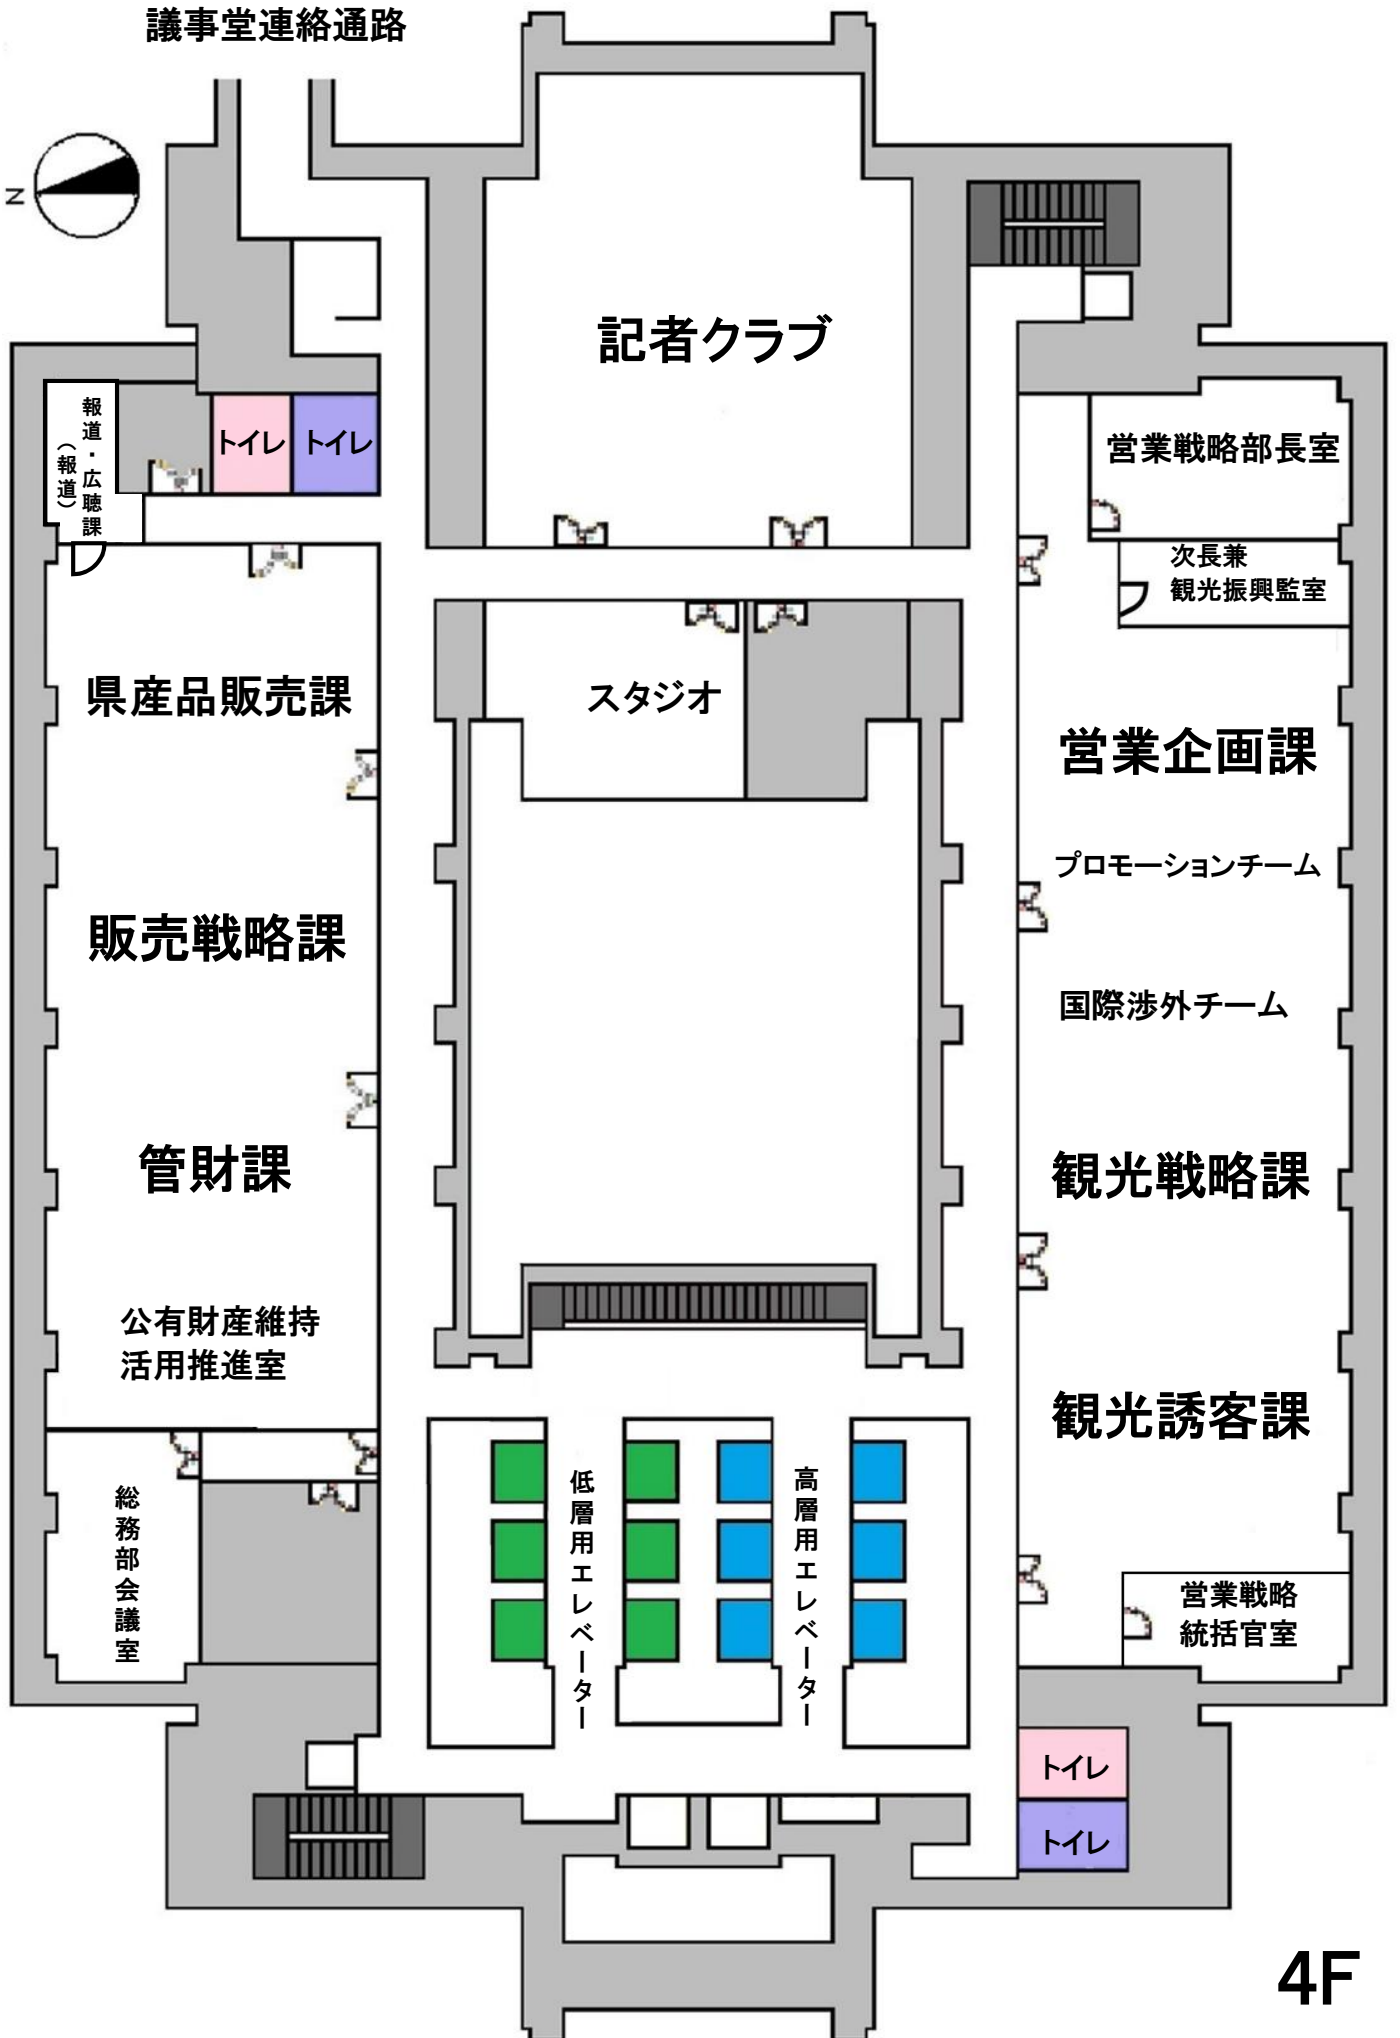 議事堂連絡通路
N
記者クラブ
報道・広聴課
（報道）
トイレ
トイレ
営業戦略部長室
次長兼
観光振興監室
県産品販売課
スタジオ
営業企画課
プロモーションチーム
販売戦略課
国際渉外チーム
管財課
観光戦略課
公有財産維持
活用推進室
観光誘客課
総務部会議室
低層用エレベーター
高層用エレベーター
営業戦略
統括官室
トイレ
トイレ
4F